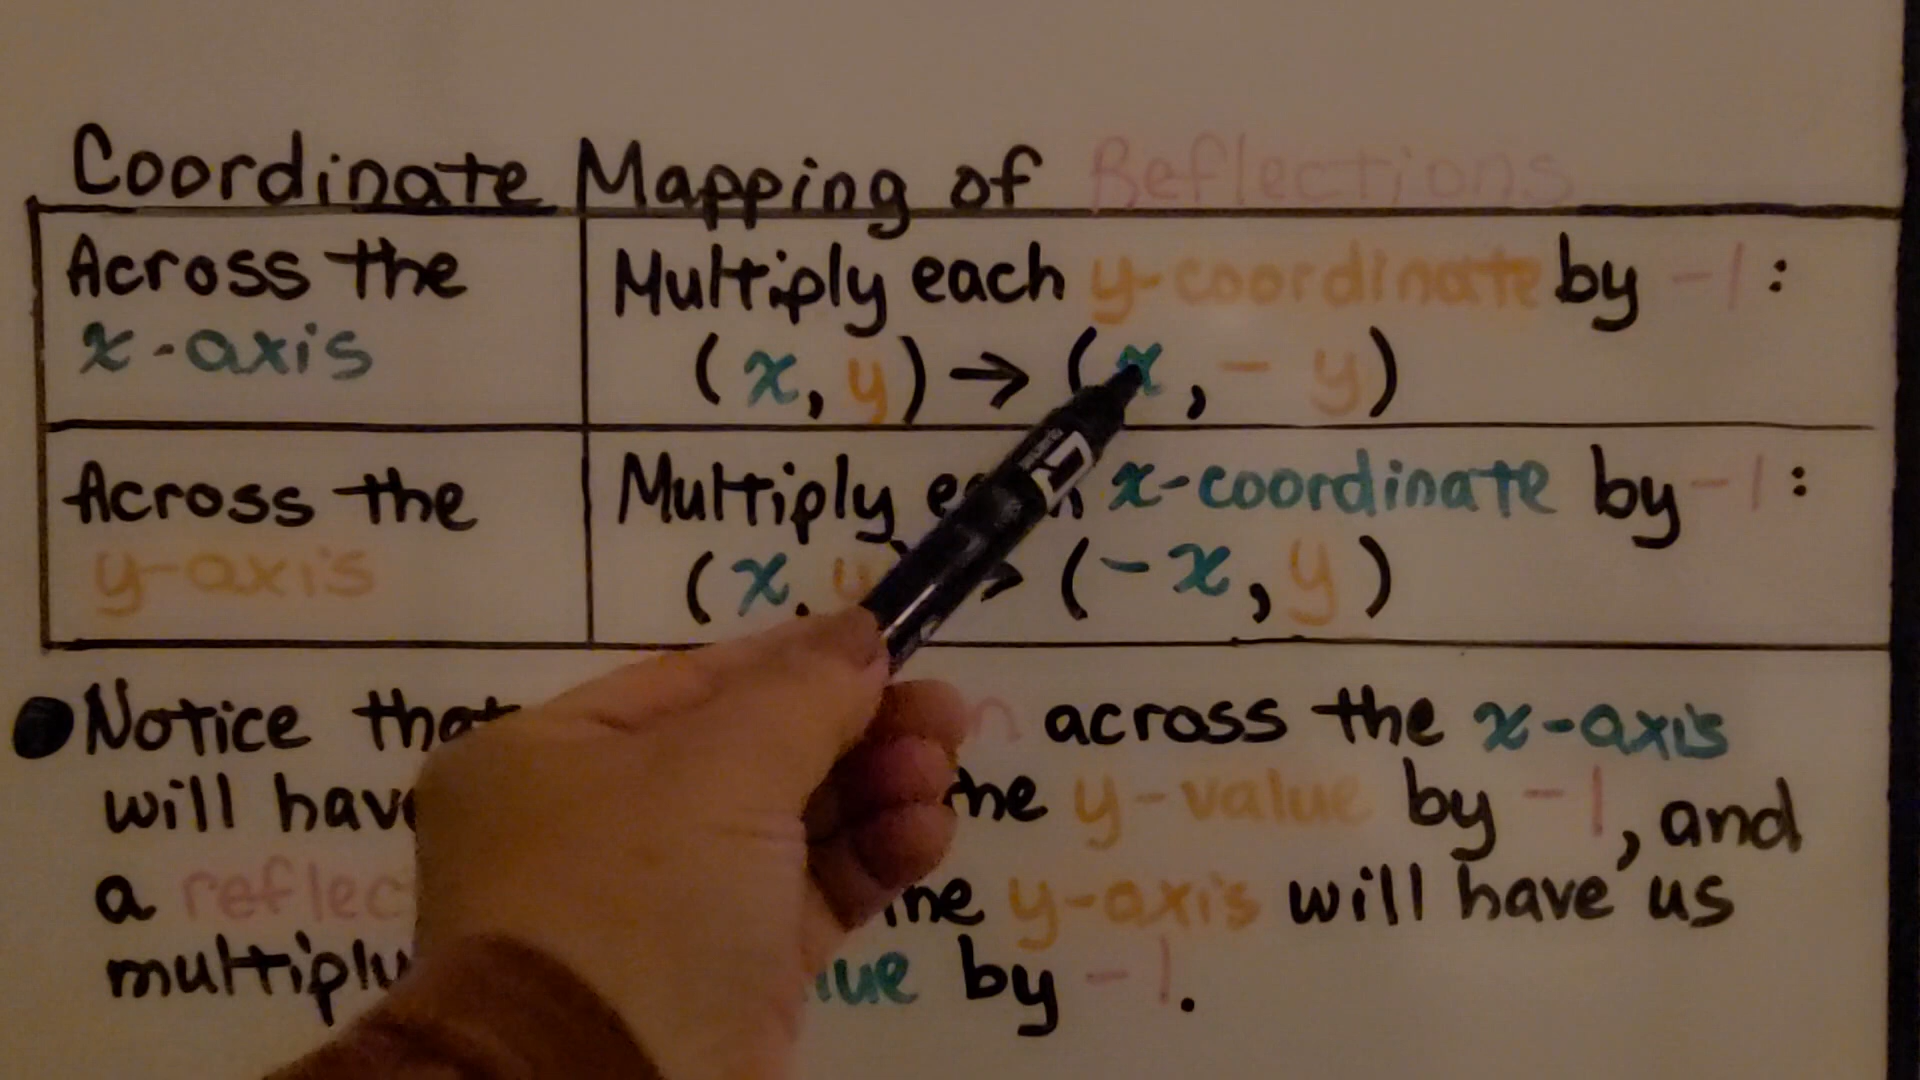 Coordinate Mapping of Reflections
Across the
x-axis
Multiply each y-coordinate by -1:
(x, y) → (x, - y)
Across the
y-axis
Multiply x-coordinate by -1:
(x, y) → (-x, y)
● Notice that across the x-axis
will have the y-value by -1, and
a the y-axis will have us
multiply by -1.